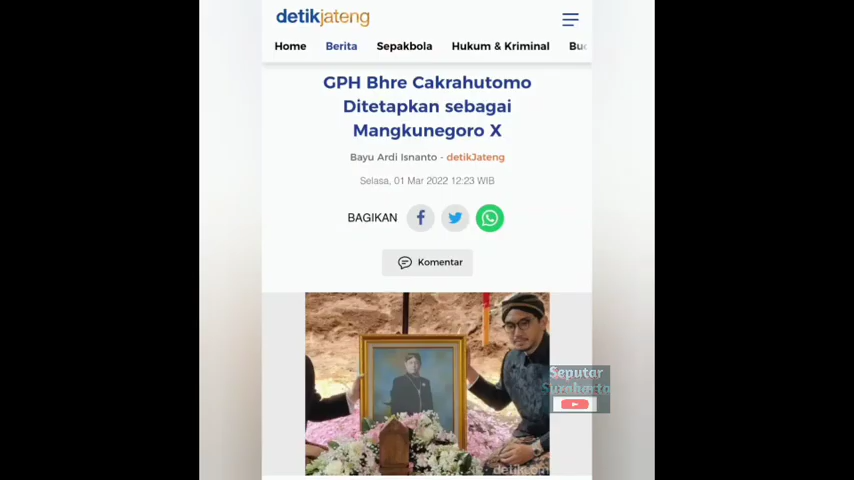 detikjateng
Home Berita Sepakbola Hukum & Kriminal
GPH Bhre Cakrahutomo
Ditetapkan sebagai
Mangkunegoro X
Bayu Ardi Isnanto - detikJateng
Selasa, 01 Mar 2022 12:23 WIB
BAGIKAN
Komentar
Seputar
Surakarta